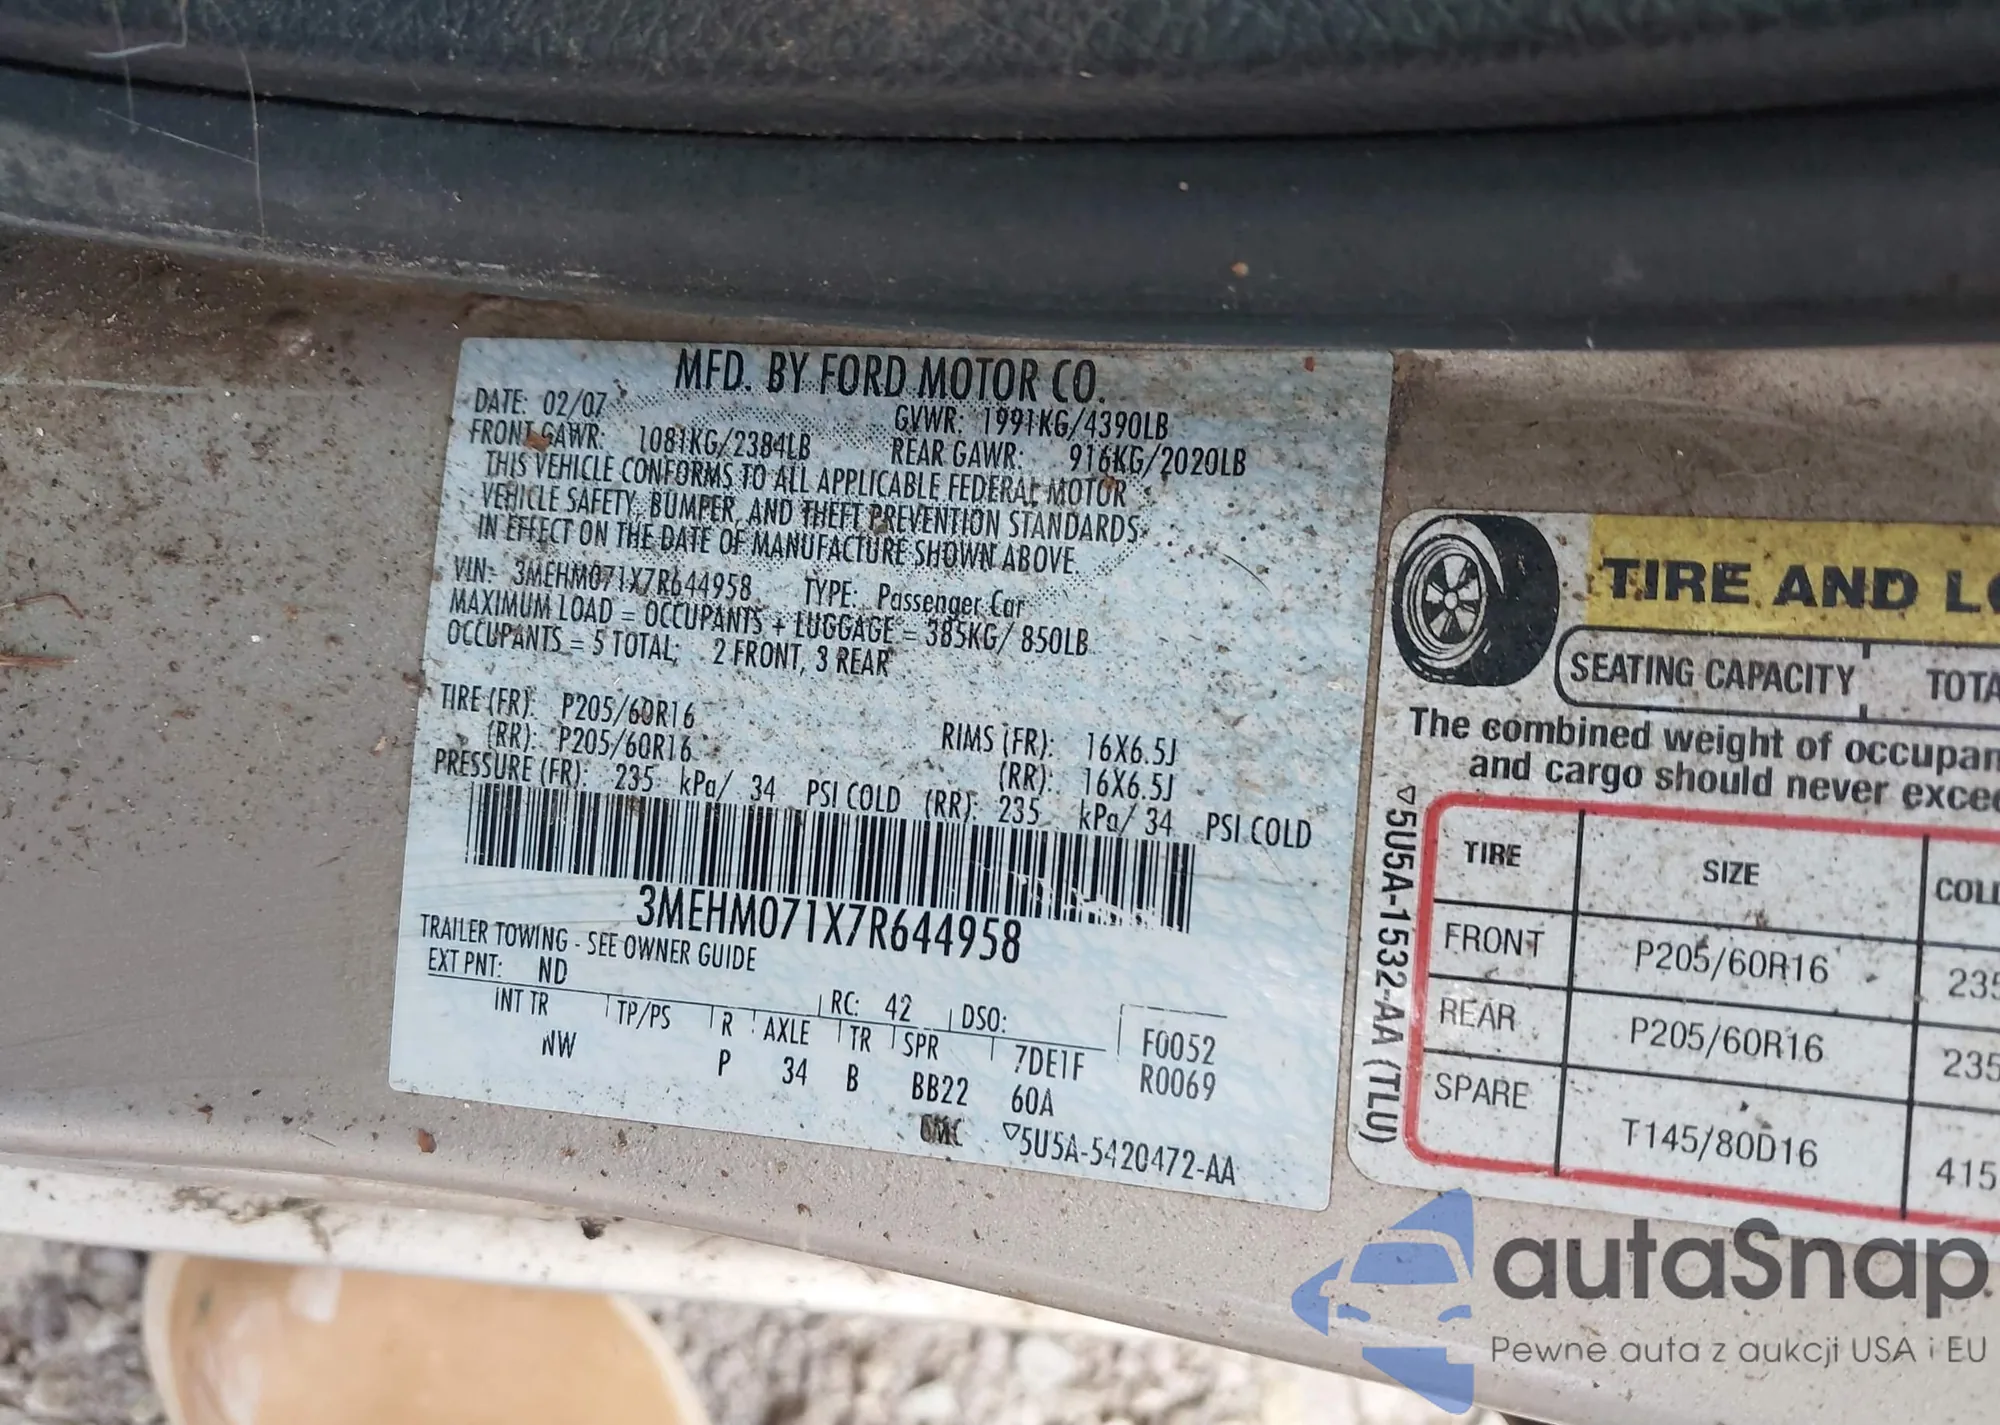 MFD. BY FORD MOTOR CO.
DATE: 02/07 GVWR: 1991KG/4390LB
FRONT GAWR: 1081KG/2384LB REAR GAWR: 916KG/2020LB
THIS VEHICLE CONFORMS TO ALL APPLICABLE FEDERAL MOTOR
VEHICLE SAFETY, BUMPER, AND THEFT PREVENTION STANDARDS
IN EFFECT ON THE DATE OF MANUFACTURE SHOWN ABOVE.
VIN: 3MEHM071X7R644958 TYPE: Passenger Car
MAXIMUM LOAD = OCCUPANTS + LUGGAGE = 385KG/ 850LB
OCCUPANTS = 5 TOTAL; 2 FRONT, 3 REAR
TIRE (FR): P205/60R16 RIMS (FR): 16X6.5J
(RR): P205/60R16 (RR): 16X6.5J
PRESSURE (FR): 235 kPa/ 34 PSI COLD (RR): 235 kPa/ 34 PSI COLD
3MEHM071X7R644958
TRAILER TOWING - SEE OWNER GUIDE
EXT PNT: ND RC: 42 DSO: F0052
INT TR TP/PS R AXLE TR SPR 7DE1F R0069
NW P 34 B BB22 60A
▽5U5A-5420472-AA
TIRE AND LO
SEATING CAPACITY TOTA
The combined weight of occupan
and cargo should never excee
TIRE SIZE COLD
FRONT P205/60R16 235
REAR P205/60R16 235
SPARE T145/80D16 415
▽5U5A-1532-AA (TLU)
autaSnap
Pewne auta z aukcji USA i EU